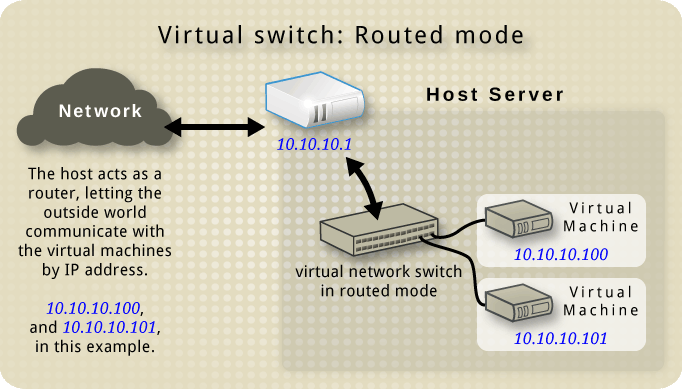 Virtual switch: Routed mode
Network
Host Server
10.10.10.1
The host acts as a
router, letting the
outside world
communicate with
the virtual machines
by IP address.
10.10.10.100,
and 10.10.10.101,
in this example.
virtual network switch
in routed mode
Virtual
Machine
10.10.10.100
Virtual
Machine
10.10.10.101